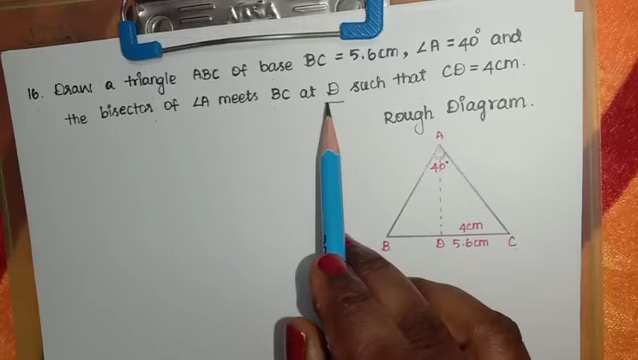 16. Draw a triangle ABC of base BC = 5.6cm, ∠A = 40° and
the bisector of ∠A meets BC at D such that CD = 4cm.
Rough Diagram.
A
40°
4cm
B D 5.6cm C